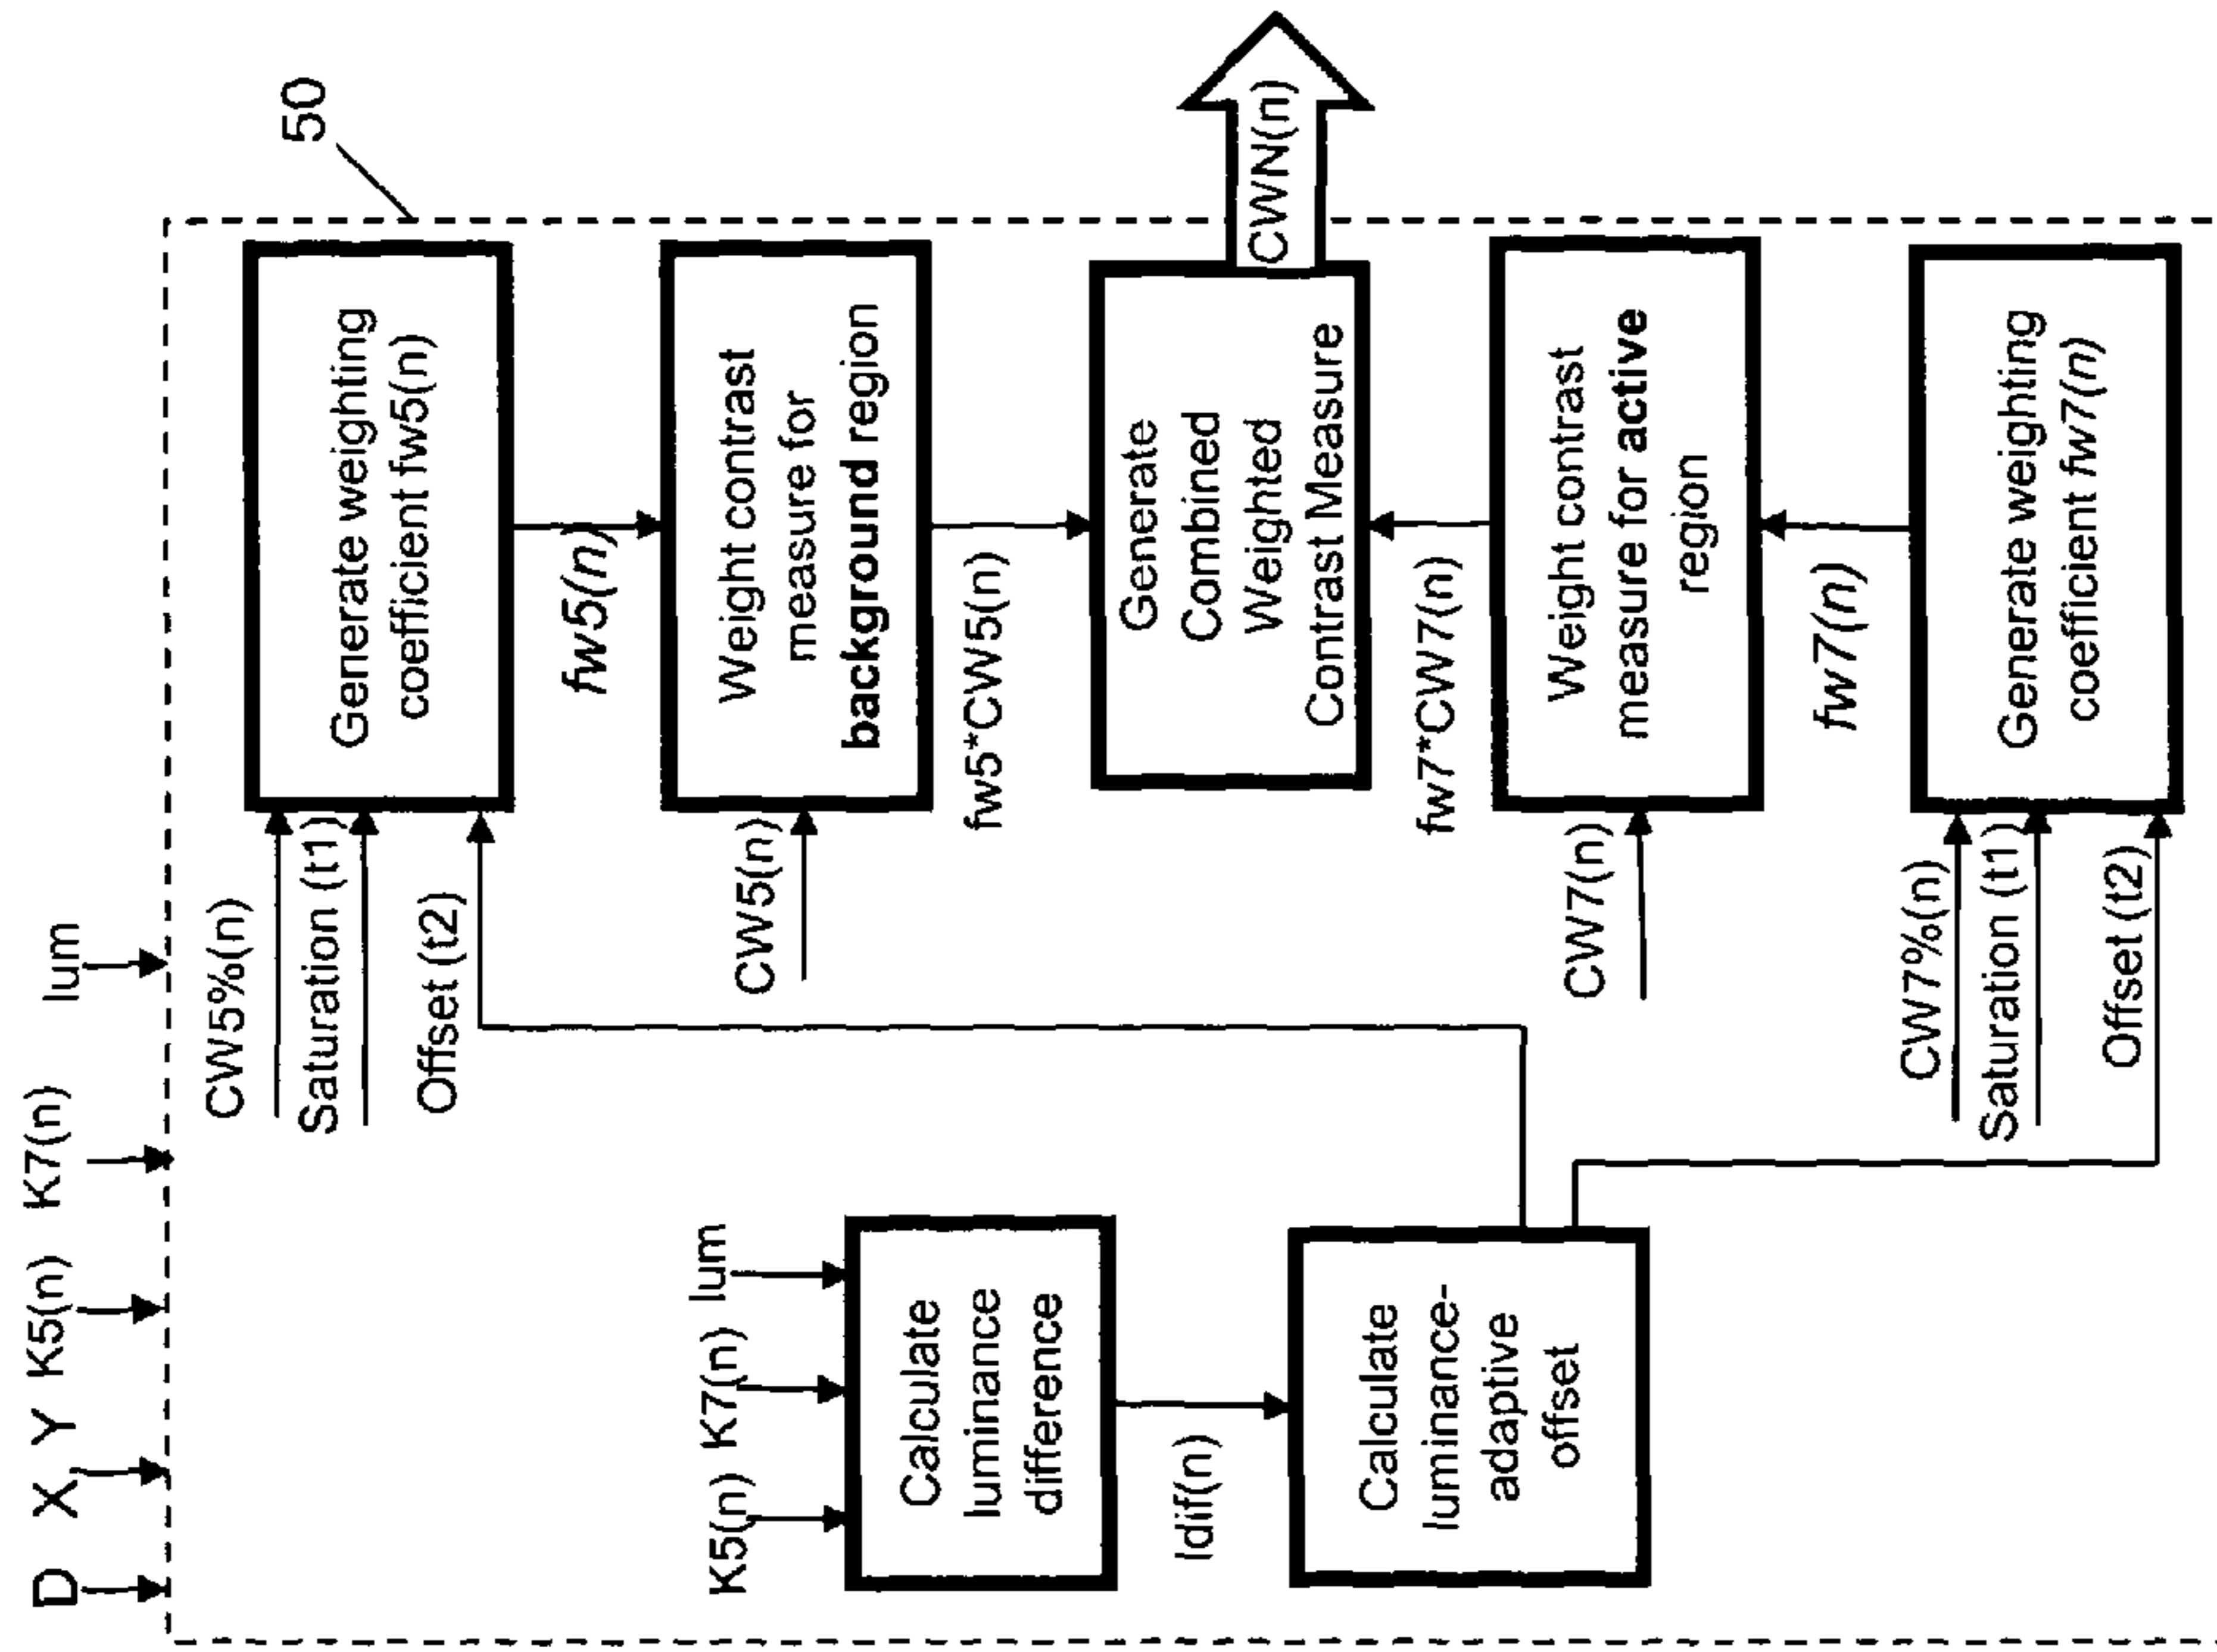 50
D
X
Y
K5(n)
K7(n)
lum
CW5%(n)
Saturation (t1)
Offset (t2)
Generate weighting
coefficient fw5(n)
fw5(n)
CW5(n)
Weight contrast
measure for
background region
fw5*CW5(n)
K5(n)
K7(n)
lum
Calculate
luminance
difference
ldif(n)
Calculate
luminance-
adaptive
offset
Generate
Combined
Weighted
Contrast Measure
CWN(n)
fw7*CW7(n)
CW7(n)
Weight contrast
measure for active
region
fw7(n)
CW7%(n)
Saturation (t1)
Offset (t2)
Generate weighting
coefficient fw7(n)